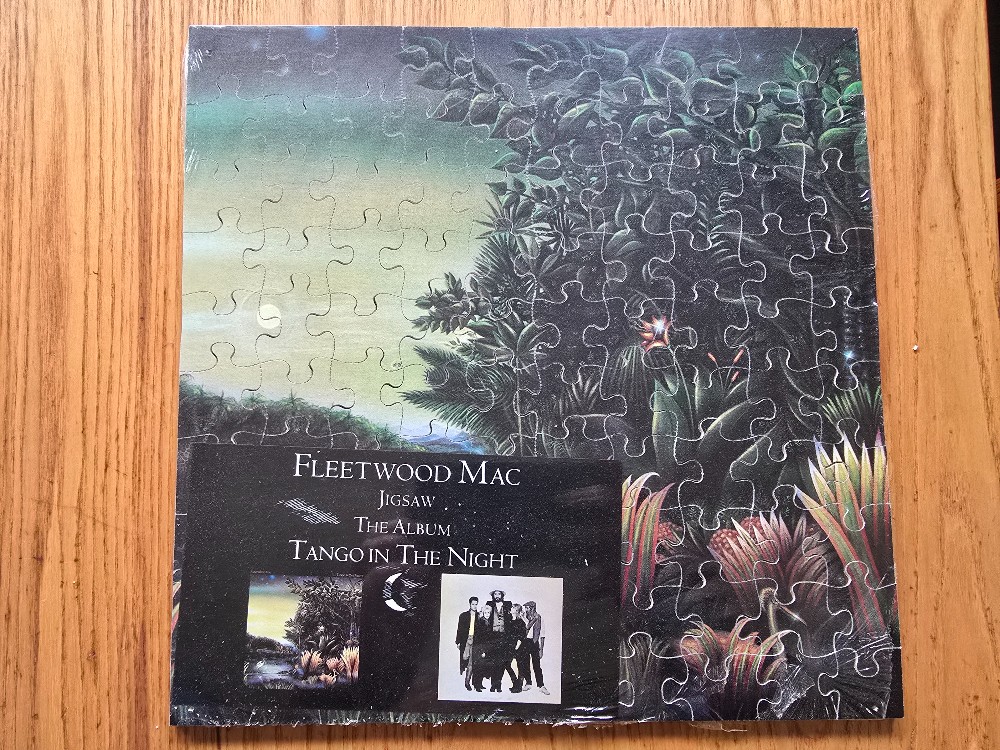 FLEETWOOD MAC
JIGSAW
THE ALBUM
TANGO IN THE NIGHT